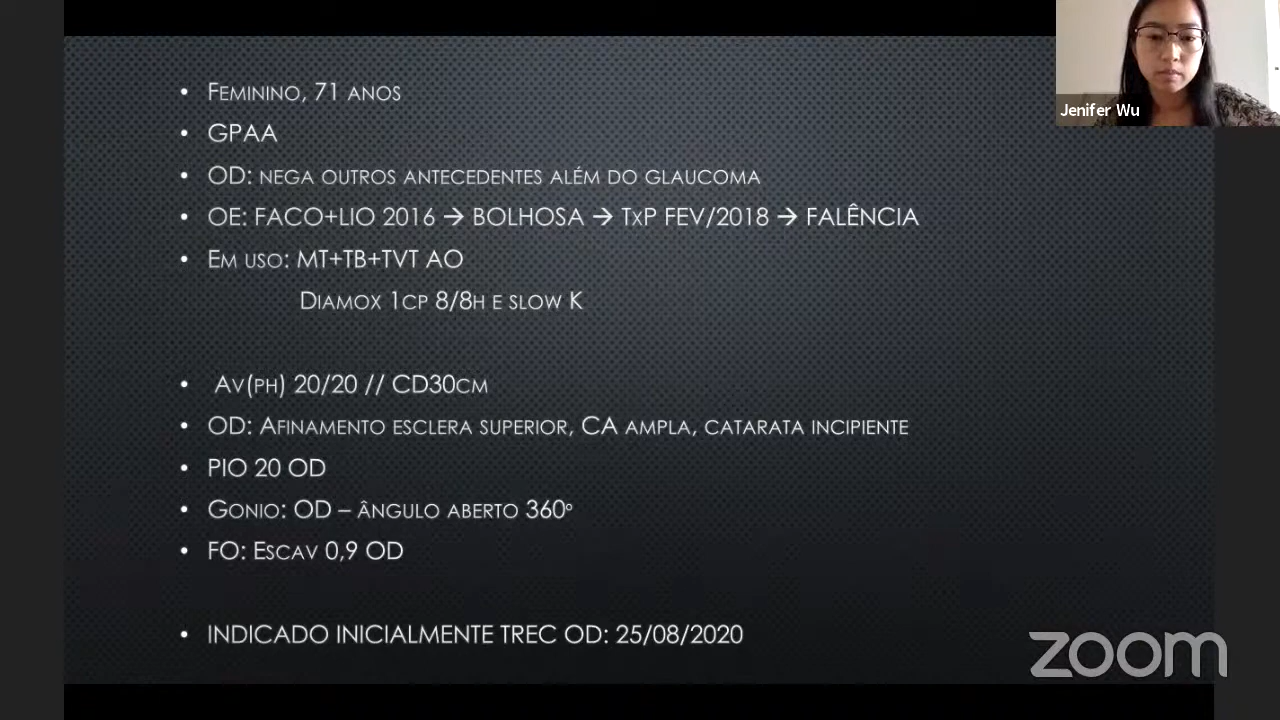 Feminino, 71 anos
GPAA
OD: nega outros antecedentes além do glaucoma
OE: FACO+LIO 2016 → BOLHOSA → TxP FEV/2018 → FALÊNCIA
Em uso: MT+TB+TVT AO
Diamox 1cp 8/8h e slow K
Av(ph) 20/20 // CD30cm
OD: Afinamento esclera superior, CA ampla, catarata incipiente
PIO 20 OD
Gonio: OD – ângulo aberto 360º
FO: Escav 0,9 OD
INDICADO INICIALMENTE TREC OD: 25/08/2020
Jenifer Wu
zoom